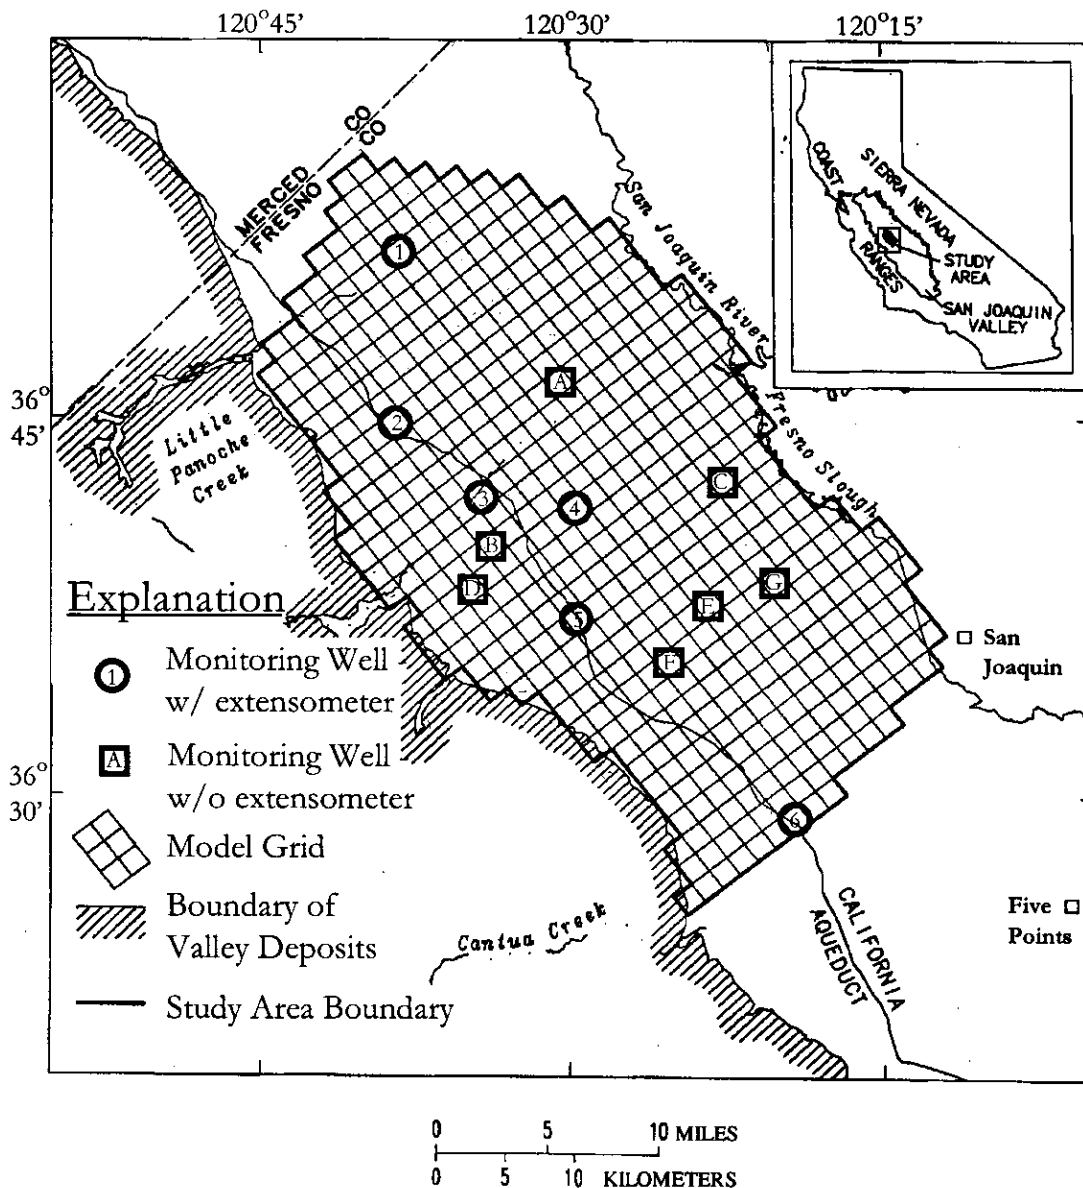 120°45' 120°30' 120°15'
CO
CO
MERCED
FRESNO
San Joaquin River
Fresno Slough
COAST
RANGES
SIERRA NEVADA
STUDY
AREA
SAN JOAQUIN
VALLEY
36°
45'
Little
Panoche
Creek
1
A
2
C
3
4
B
D
G
5
F
6
San
Joaquin
Explanation
1 Monitoring Well
w/ extensometer
A Monitoring Well
w/o extensometer
Model Grid
Boundary of
Valley Deposits
Study Area Boundary
36°
30'
Cantua Creek
CALIFORNIA
AQUEDUCT
Five
Points
0 5 10 MILES
0 5 10 KILOMETERS